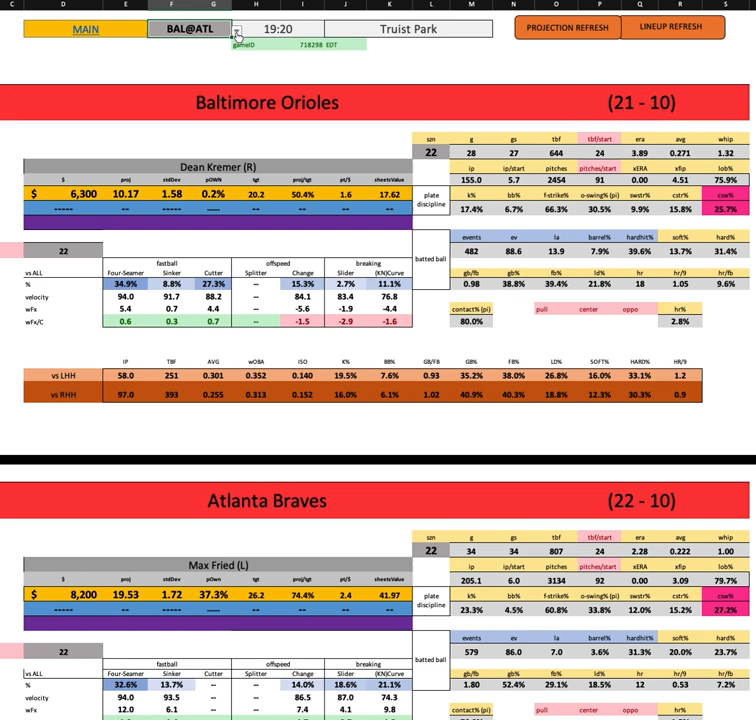 C D E F G H I J K L M N O P Q R S
MAIN BAL@ATL 19:20 Truist Park PROJECTION REFRESH LINEUP REFRESH
gameID 718298 EDT
Baltimore Orioles (21 - 10)
szn g gs tbf tbf/start era avg whip
22 28 27 644 24 3.89 0.271 1.32
Dean Kremer (R) ip ip/gs pitches pitches/start xERA xfip lob%
$ proj stdDev pOWN tgt proj/tgt pt/$ sheetsValue
155.0 5.7 2454 91 0.00 4.51 75.9%
$ 6,300 10.17 1.58 0.2% 20.2 50.4% 1.6 17.62
plate discipline k% bb% f-strike% o-swing% (pi) swstr% cstr% csw%
----- -- ---- ___ -- -- -- --
17.4% 6.7% 66.3% 30.5% 9.9% 15.8% 25.7%
22
batted ball events ev la barrel% hardhit% soft% hard%
482 88.6 13.9 7.9% 39.6% 13.7% 31.4%
fastball offspeed breaking
vs ALL Four-Seamer Sinker Cutter Splitter Change Slider (KN)Curve
gb/fb gb% fb% ld% hr hr/9 hr/fb
% 34.9% 8.8% 27.3% -- 15.3% 2.7% 11.1%
0.98 38.8% 39.4% 21.8% 18 1.05 9.6%
velocity 94.0 91.7 88.2 -- 84.1 83.4 76.8
wFx 5.4 0.7 4.4 -- -5.6 -1.9 -4.4
contact% (pi) pull center oppo hr%
wFx/C 0.6 0.3 0.7 -- -1.5 -2.9 -1.6
80.0% 2.8%
IP TBF AVG wOBA ISO K% BB% GB/FB GB% FB% LD% SOFT% HARD% HR/9
vs LHH 58.0 251 0.301 0.352 0.140 19.5% 7.6% 0.93 35.2% 38.0% 26.8% 16.0% 33.1% 1.2
vs RHH 97.0 393 0.255 0.313 0.152 16.0% 6.1% 1.02 40.9% 40.3% 18.8% 12.3% 30.3% 0.9
Atlanta Braves (22 - 10)
szn g gs tbf tbf/start era avg whip
22 34 34 807 24 2.28 0.222 1.00
Max Fried (L) ip gs pitches pitches/start xERA xfip lob%
$ proj stdDev pOwn tgt proj/tgt pt/$ sheetsValue
205.1 6.0 3134 92 0.00 3.09 79.7%
$ 8,200 19.53 1.72 37.3% 26.2 74.4% 2.4 41.97
plate discipline k% bb% f-strike% o-swing% (pi) swstr% cstr% csw%
----- -- ---- ___ -- -- -- --
23.3% 4.5% 60.8% 33.8% 12.0% 15.2% 27.2%
22
batted ball events ev la barrel% hardhit% soft% hard%
579 86.0 7.0 3.6% 31.3% 20.0% 23.7%
fastball offspeed breaking
vs ALL Four-Seamer Sinker Cutter Splitter Change Slider (KN)Curve
gb/fb gb% fb% ld% hr hr/9 hr/fb
% 32.6% 13.7% -- -- 14.0% 18.6% 21.1%
1.80 52.4% 29.1% 18.5% 12 0.53 7.2%
velocity 94.0 93.5 -- -- 86.5 87.0 74.3
wFx 12.0 6.1 -- -- 7.4 4.1 9.8
contact% (pi) pull center oppo hr%